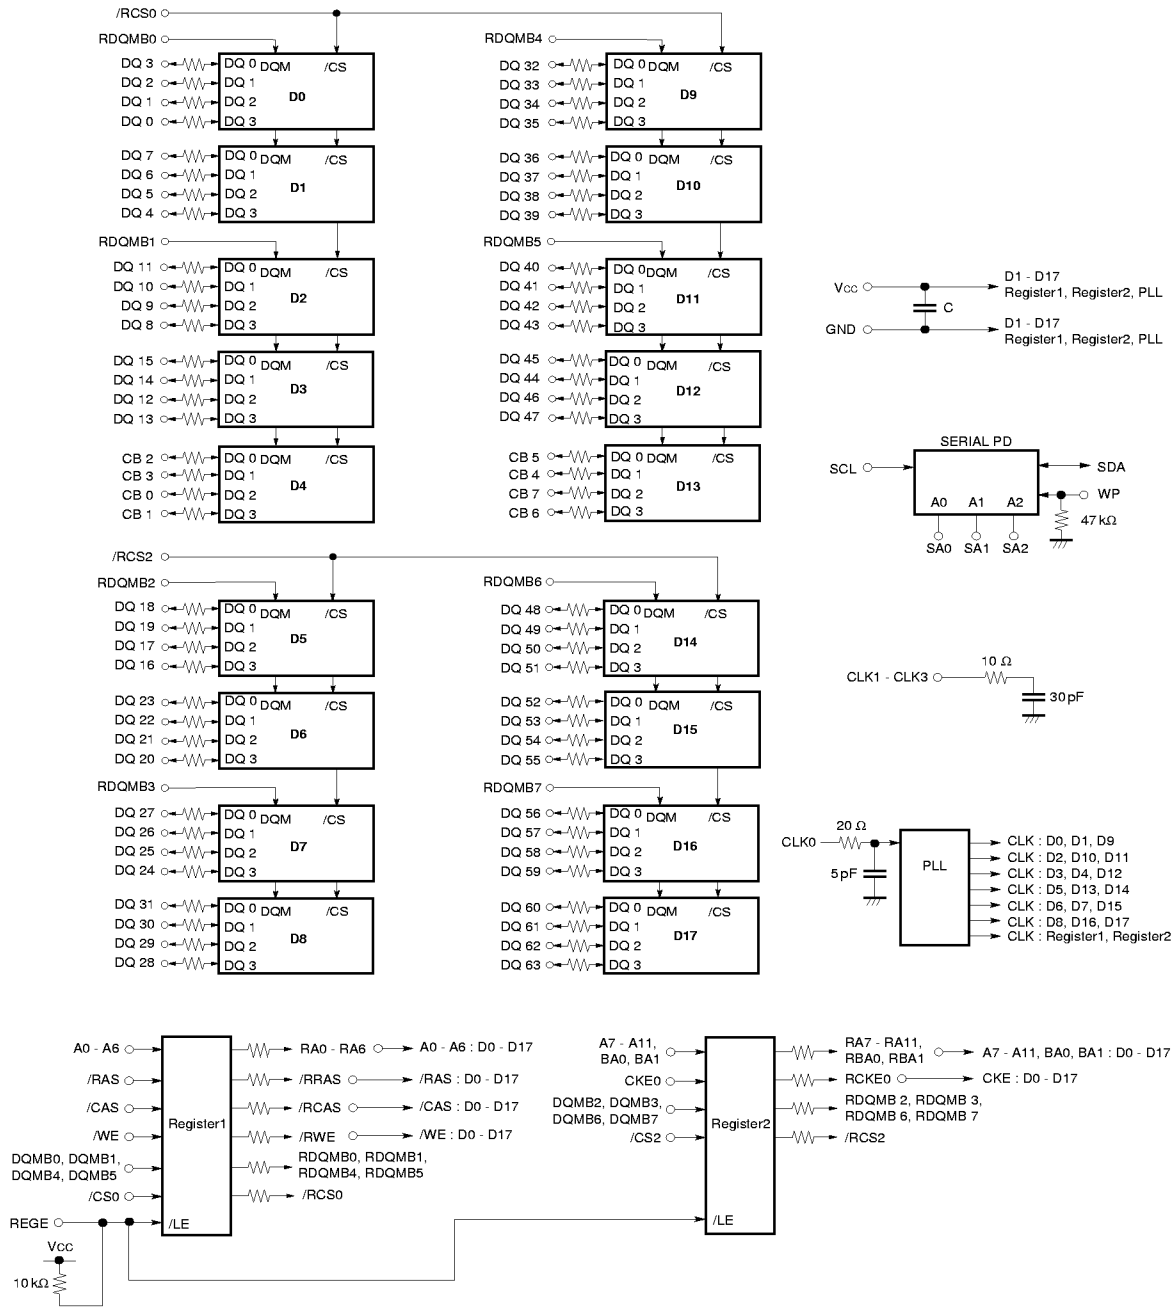 /RCS0
RDQMB0
DQ 3 DQ 0 DQM /CS
DQ 2 DQ 1
DQ 1 DQ 2 D0
DQ 0 DQ 3
DQ 7 DQ 0 DQM /CS
DQ 6 DQ 1
DQ 5 DQ 2 D1
DQ 4 DQ 3
RDQMB1
DQ 11 DQ 0 DQM /CS
DQ 10 DQ 1
DQ 9 DQ 2 D2
DQ 8 DQ 3
DQ 15 DQ 0 DQM /CS
DQ 14 DQ 1
DQ 12 DQ 2 D3
DQ 13 DQ 3
CB 2 DQ 0 DQM /CS
CB 3 DQ 1
CB 0 DQ 2 D4
CB 1 DQ 3
RDQMB4
DQ 32 DQ 0 DQM /CS
DQ 33 DQ 1
DQ 34 DQ 2 D9
DQ 35 DQ 3
DQ 36 DQ 0 DQM /CS
DQ 37 DQ 1
DQ 38 DQ 2 D10
DQ 39 DQ 3
RDQMB5
DQ 40 DQ 0 DQM /CS
DQ 41 DQ 1
DQ 42 DQ 2 D11
DQ 43 DQ 3
DQ 45 DQ 0 DQM /CS
DQ 44 DQ 1
DQ 46 DQ 2 D12
DQ 47 DQ 3
CB 5 DQ 0 DQM /CS
CB 4 DQ 1
CB 7 DQ 2 D13
CB 6 DQ 3
/RCS2
RDQMB2
DQ 18 DQ 0 DQM /CS
DQ 19 DQ 1
DQ 17 DQ 2 D5
DQ 16 DQ 3
DQ 23 DQ 0 DQM /CS
DQ 22 DQ 1
DQ 21 DQ 2 D6
DQ 20 DQ 3
RDQMB3
DQ 27 DQ 0 DQM /CS
DQ 26 DQ 1
DQ 25 DQ 2 D7
DQ 24 DQ 3
DQ 31 DQ 0 DQM /CS
DQ 30 DQ 1
DQ 29 DQ 2 D8
DQ 28 DQ 3
RDQMB6
DQ 48 DQ 0 DQM /CS
DQ 49 DQ 1
DQ 50 DQ 2 D14
DQ 51 DQ 3
DQ 52 DQ 0 DQM /CS
DQ 53 DQ 1
DQ 54 DQ 2 D15
DQ 55 DQ 3
RDQMB7
DQ 56 DQ 0 DQM /CS
DQ 57 DQ 1
DQ 58 DQ 2 D16
DQ 59 DQ 3
DQ 60 DQ 0 DQM /CS
DQ 61 DQ 1
DQ 62 DQ 2 D17
DQ 63 DQ 3
Vcc D1 - D17
Register1, Register2, PLL
C
GND D1 - D17
Register1, Register2, PLL
SERIAL PD
SCL SDA
WP
A0 A1 A2
47 kΩ
SA0 SA1 SA2
10 Ω
CLK1 - CLK3
30 pF
20 Ω
CLK0
5 pF
PLL
CLK : D0, D1, D9
CLK : D2, D10, D11
CLK : D3, D4, D12
CLK : D5, D13, D14
CLK : D6, D7, D15
CLK : D8, D16, D17
CLK : Register1, Register2
A0 - A6 RA0 - RA6 A0 - A6 : D0 - D17
/RAS /RRAS /RAS : D0 - D17
/CAS /RCAS /CAS : D0 - D17
Register1
/WE /RWE /WE : D0 - D17
DQMB0, DQMB1, RDQMB0, RDQMB1,
DQMB4, DQMB5 RDQMB4, RDQMB5
/CS0 /RCS0
REGE /LE
Vcc
10 kΩ
A7 - A11, RA7 - RA11,
BA0, BA1 RBA0, RBA1 A7 - A11, BA0, BA1 : D0 - D17
CKE0 RCKE0 CKE : D0 - D17
DQMB2, DQMB3, RDQMB 2, RDQMB 3,
DQMB6, DQMB7 RDQMB 6, RDQMB 7
Register2
/CS2 /RCS2
/LE